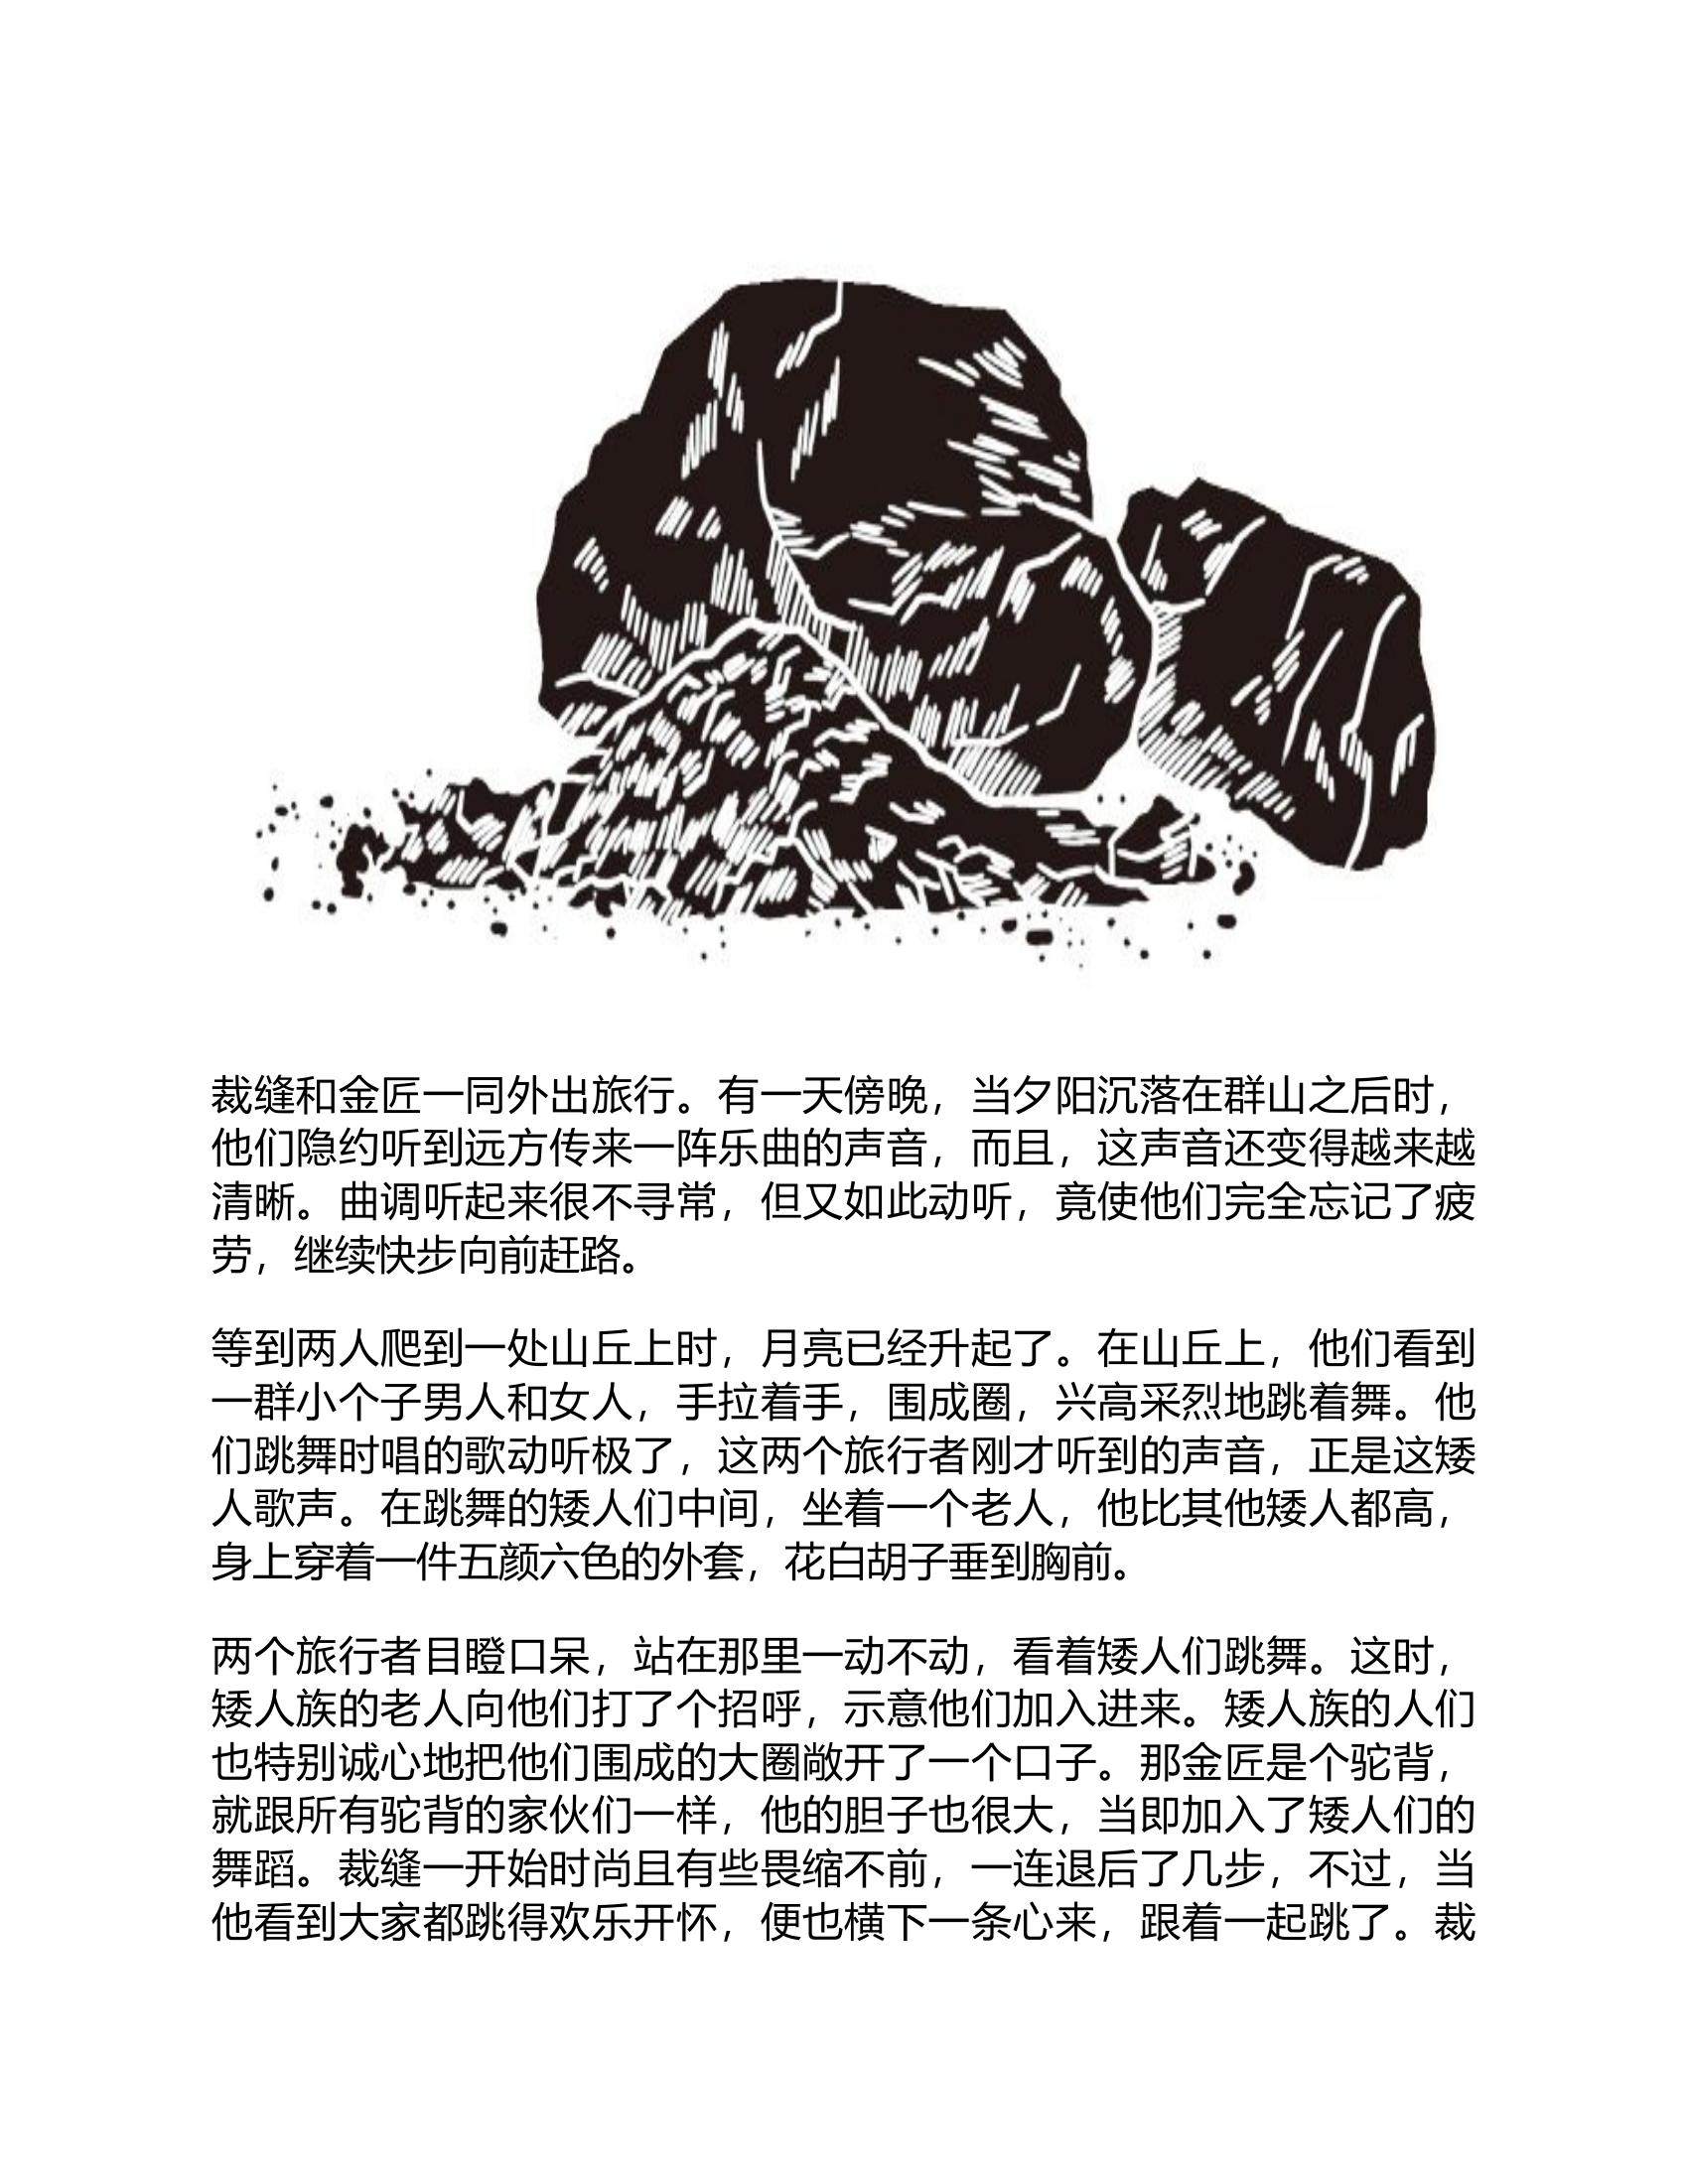 裁缝和金匠一同外出旅行。有一天傍晚，当夕阳沉落在群山之后时，
他们隐约听到远方传来一阵乐曲的声音，而且，这声音还变得越来越
清晰。曲调听起来很不寻常，但又如此动听，竟使他们完全忘记了疲
劳，继续快步向前赶路。
等到两人爬到一处山丘上时，月亮已经升起了。在山丘上，他们看到
一群小个子男人和女人，手拉着手，围成圈，兴高采烈地跳着舞。他
们跳舞时唱的歌动听极了，这两个旅行者刚才听到的声音，正是这矮
人歌声。在跳舞的矮人们中间，坐着一个老人，他比其他矮人都高，
身上穿着一件五颜六色的外套，花白胡子垂到胸前。
两个旅行者目瞪口呆，站在那里一动不动，看着矮人们跳舞。这时，
矮人族的老人向他们打了个招呼，示意他们加入进来。矮人族的人们
也特别诚心地把他们围成的大圈敞开了一个口子。那金匠是个驼背，
就跟所有驼背的家伙们一样，他的胆子也很大，当即加入了矮人们的
舞蹈。裁缝一开始时尚且有些畏缩不前，一连退后了几步，不过，当
他看到大家都跳得欢乐开怀，便也横下一条心来，跟着一起跳了。裁